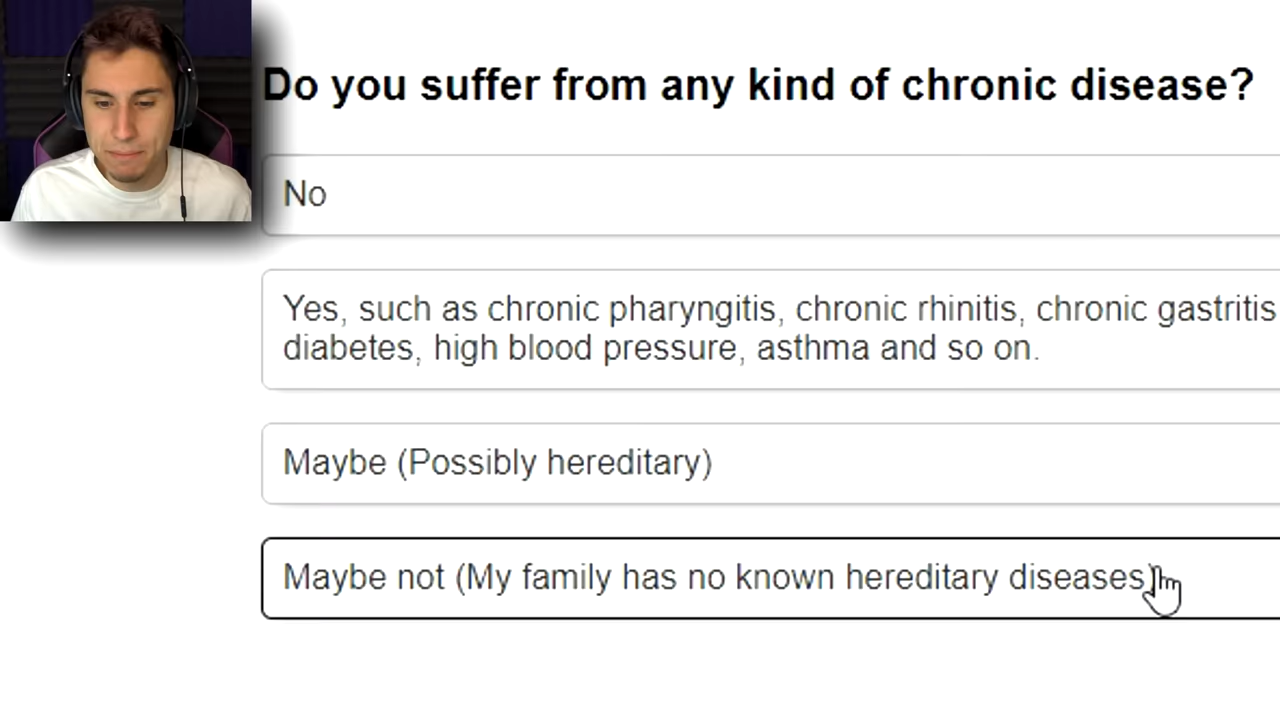 Do you suffer from any kind of chronic disease?
No
Yes, such as chronic pharyngitis, chronic rhinitis, chronic gastritis
diabetes, high blood pressure, asthma and so on.
Maybe (Possibly hereditary)
Maybe not (My family has no known hereditary diseases)